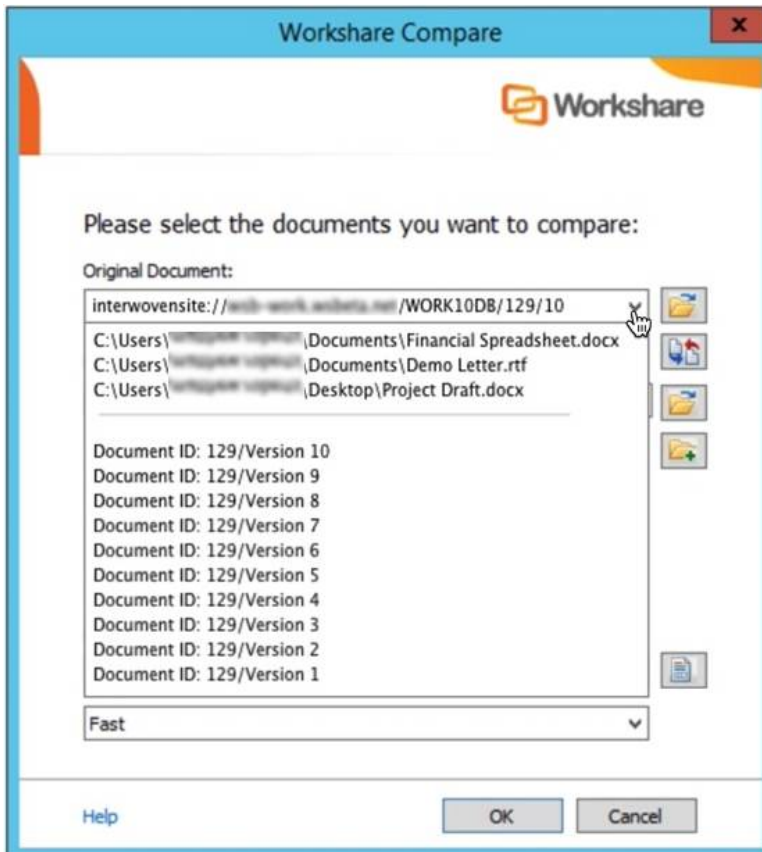 Workshare Compare
Workshare
Please select the documents you want to compare:
Original Document:
interwovensite:// /WORK10DB/129/10
C:\Users\ \Documents\Financial Spreadsheet.docx
C:\Users\ \Documents\Demo Letter.rtf
C:\Users\ \Desktop\Project Draft.docx
Document ID: 129/Version 10
Document ID: 129/Version 9
Document ID: 129/Version 8
Document ID: 129/Version 7
Document ID: 129/Version 6
Document ID: 129/Version 5
Document ID: 129/Version 4
Document ID: 129/Version 3
Document ID: 129/Version 2
Document ID: 129/Version 1
Fast
Help
OK
Cancel